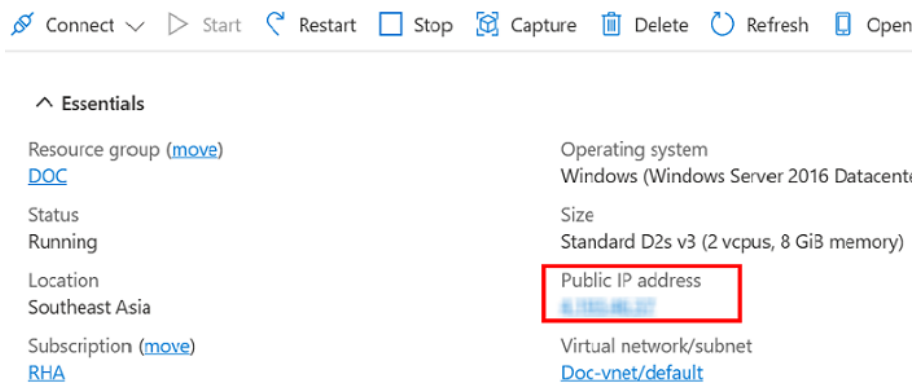 Connect Start Restart Stop Capture Delete Refresh Open
Essentials
Resource group (move)
DOC
Status
Running
Location
Southeast Asia
Subscription (move)
RHA
Operating system
Windows (Windows Server 2016 Datacente
Size
Standard D2s v3 (2 vcpus, 8 GiB memory)
Public IP address
Virtual network/subnet
Doc-vnet/default